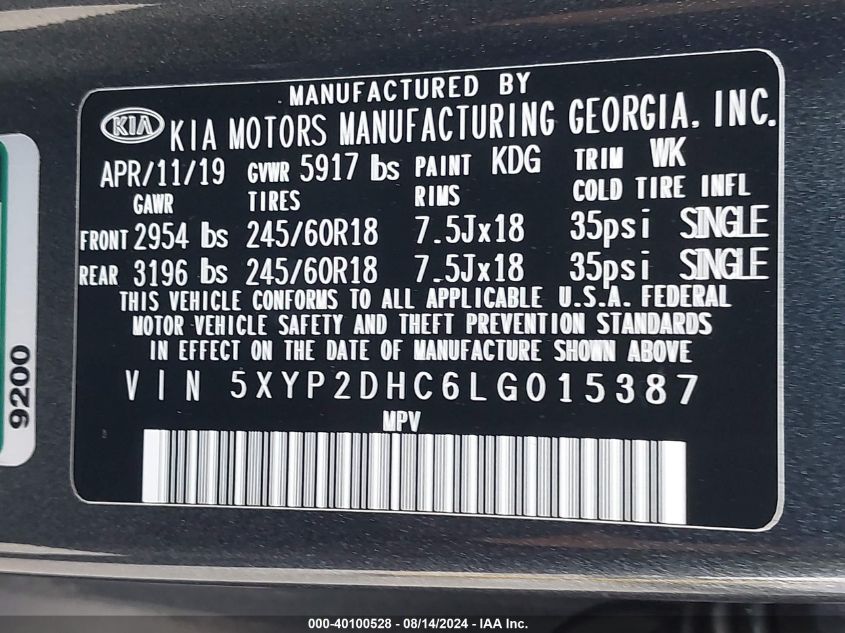 MANUFACTURED BY
KIA KIA MOTORS MANUFACTURING GEORGIA, INC.
APR/11/19 GVWR 5917 lbs PAINT KDG TRIM WK
GAWR TIRES RIMS COLD TIRE INFL
FRONT 2954 lbs 245/60R18 7.5Jx18 35psi SINGLE
REAR 3196 lbs 245/60R18 7.5Jx18 35psi SINGLE
THIS VEHICLE CONFORMS TO ALL APPLICABLE U.S.A. FEDERAL
MOTOR VEHICLE SAFETY AND THEFT PREVENTION STANDARDS
IN EFFECT ON THE DATE OF MANUFACTURE SHOWN ABOVE
VIN 5XYP2DHC6LG015387
MPV
9200
000-40100528 - 08/14/2024 - IAA Inc.